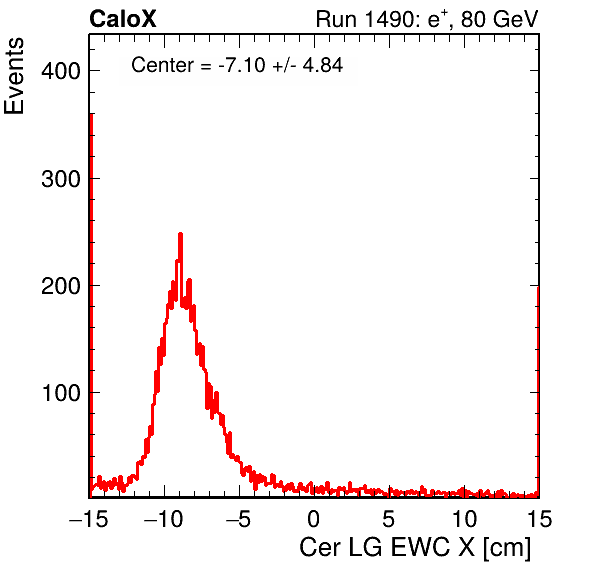 CaloX Run 1490: e+, 80 GeV
Center = -7.10 +/- 4.84
Events
400
300
200
100
−15 −10 −5 0 5 10 15
Cer LG EWC X [cm]